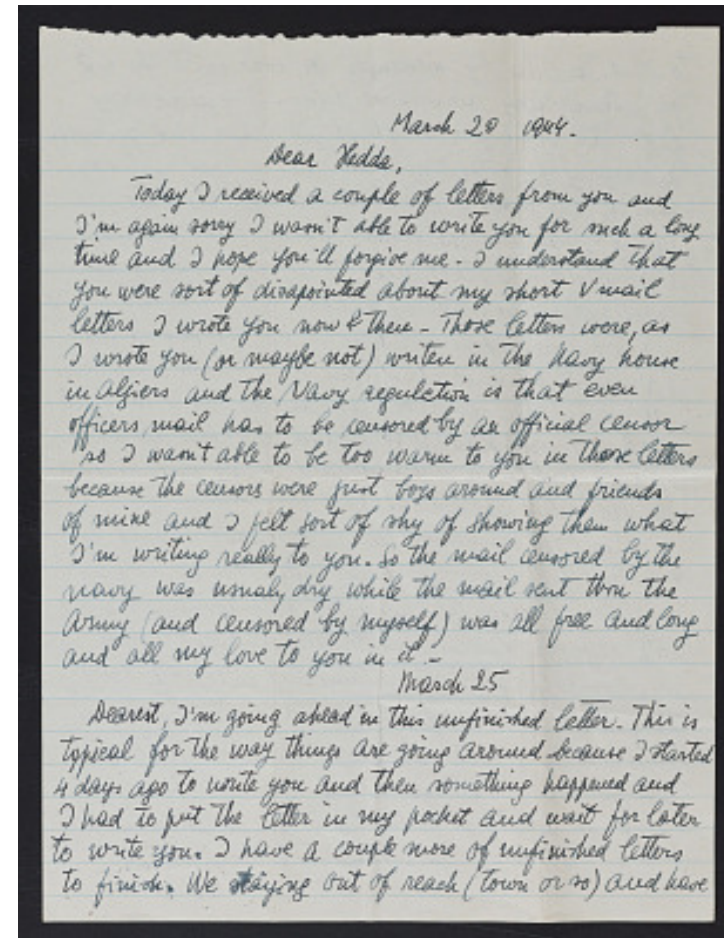 March 20 1944.
Dear Hedda,
Today I received a couple of letters from you and
I'm again sorry I wasn't able to write you for such a long
time and I hope you'll forgive me - I understand that
you were sort of disapointed about my short V mail
letters I wrote you now & then - Those letters were, as
I wrote you (or maybe not) writen in the Navy house
in Algiers and the Navy regulation is that even
officers mail has to be censored by an official censor
so I wasn't able to be too warm to you in those letters
because the censors were just boys around and friends
of mine and I felt sort of shy of showing them what
I'm writing really to you. So the mail censored by the
navy was usualy dry while the mail sent thru the
Army (and censored by myself) was all free and long
and all my love to you in it -
March 25
Dearest, I'm going ahead in this unfinished letter - This is
typical for the way things are going around because I started
4 days ago to write you and then something happened and
I had to put the letter in my pocket and wait for later
to write you. I have a couple more of unfinished letters
to finish. We staying out of reach (town or so) and have